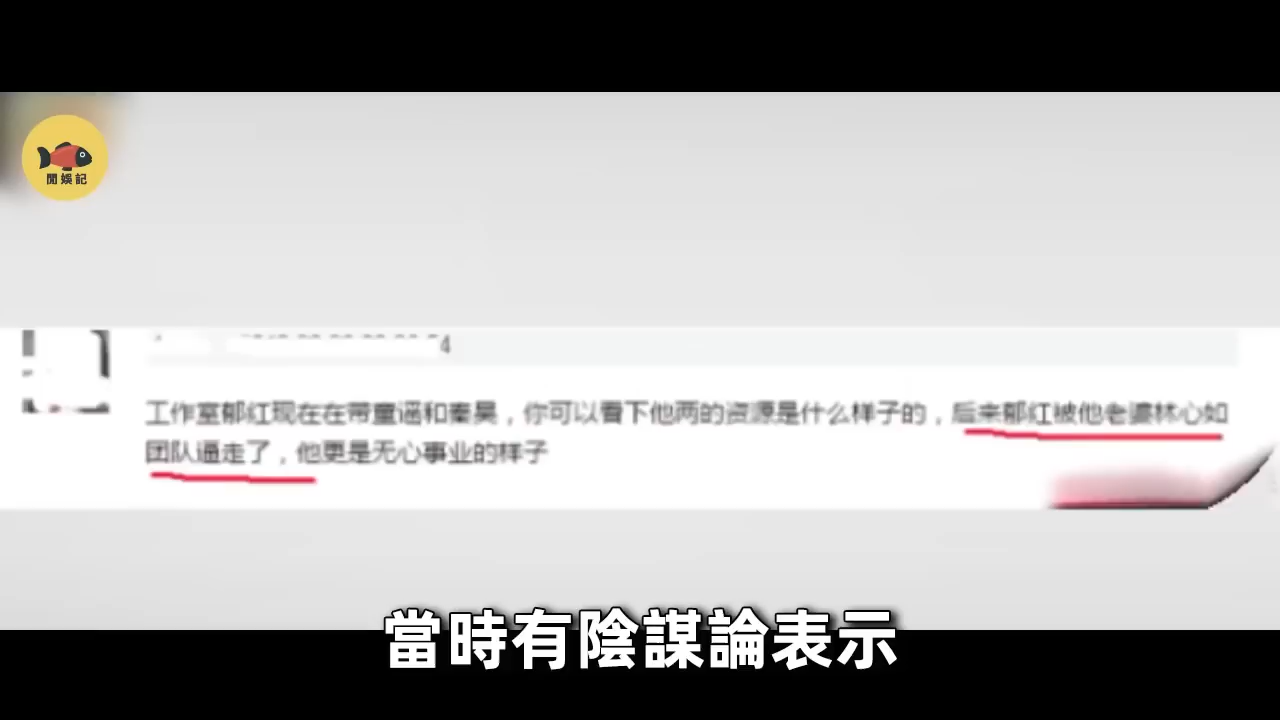 閒娛記
4
工作室郁红现在在带童谣和秦昊，你可以看下他两的资源是什么样子的，后来郁红被他老婆林心如
团队逼走了，他更是无心事业的样子
當時有陰謀論表示